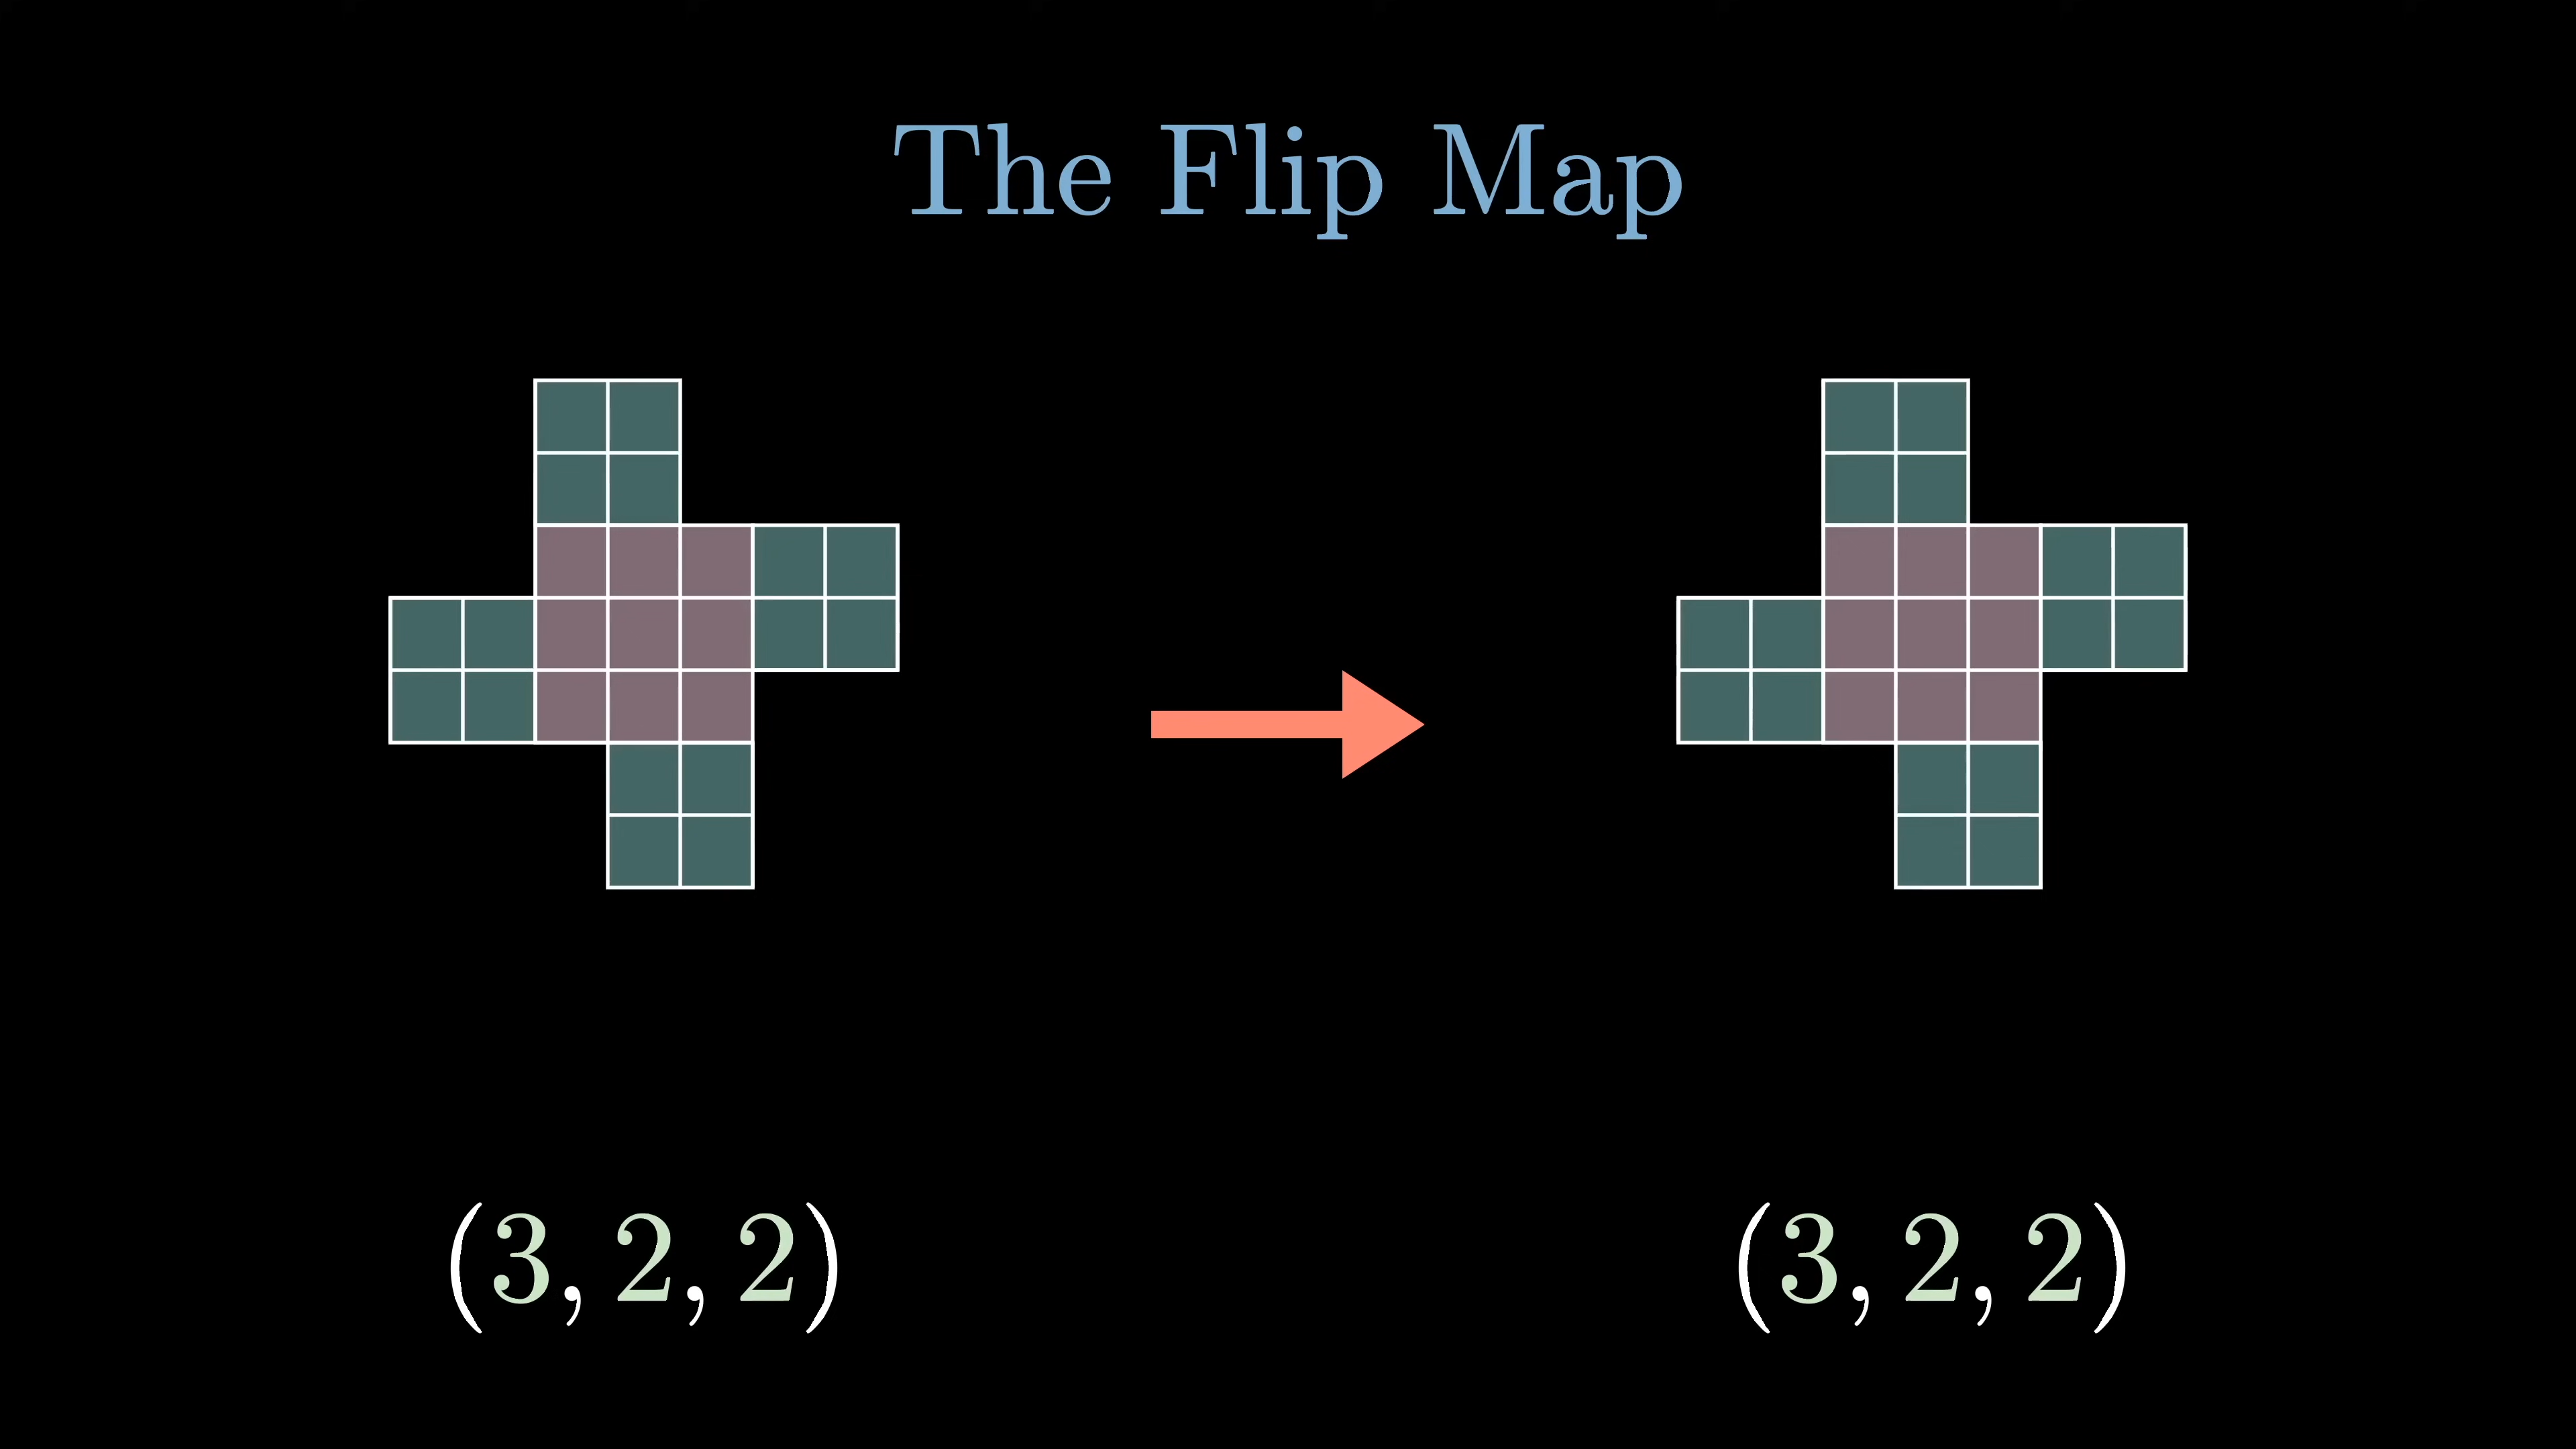 The Flip Map
(3, 2, 2)
(3, 2, 2)